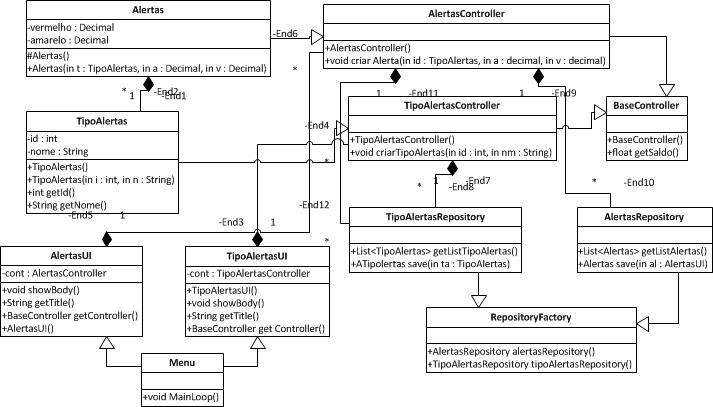 Alertas
-vermelho : Decimal
-amarelo : Decimal
#Alertas()
+Alertas(in t : TipoAlertas, in a : Decimal, in v : Decimal)
-End6
*
AlertasController
+AlertasController()
+void criar Alerta(in id : TipoAlertas, in a : decimal, in v : decimal)
-End2
*
1
-End1
1
-End11
1
-End9
TipoAlertas
-id : int
-nome : String
+TipoAlertas()
+TipoAlertas(in i : int, in n : String)
+int getId()
+String getNome()
TipoAlertasController
+TipoAlertasController()
+void criarTipoAlertas(in id : int, in nm : String)
-End4
*
BaseController
+BaseController()
+float getSaldo()
-End7
1
*
-End8
*
-End10
-End5
1
-End3
1
-End12
*
TipoAlertasRepository
+List<TipoAlertas> getListTipoAlertas()
+ATipolertas save(in ta : TipoAlertas)
AlertasRepository
+List<Alertas> getListAlertas()
+Alertas save(in al : AlertasUI)
AlertasUI
-cont : AlertasController
+void showBody()
+String getTitle()
+BaseController getController()
+AlertasUI()
TipoAlertasUI
-cont : TipoAlertasController
+TipoAlertasUI()
+void showBody()
+String getTitle()
+BaseController get Controller()
RepositoryFactory
+AlertasRepository alertasRepository()
+TipoAlertasRepository tipoAlertasRepository()
Menu
+void MainLoop()